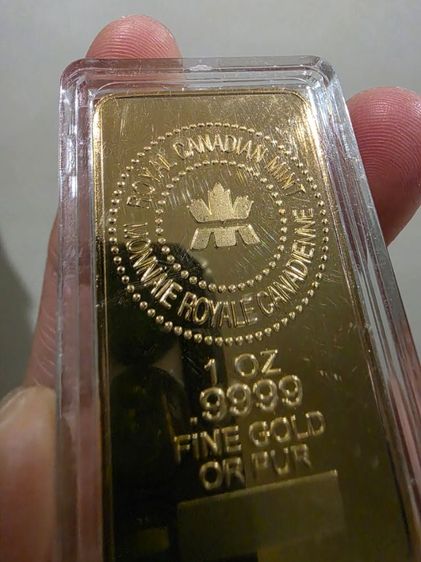 ROYAL CANADIAN MINT
MONNAIE ROYALE CANADIENNE
1 OZ
.9999
FINE GOLD
OR PUR